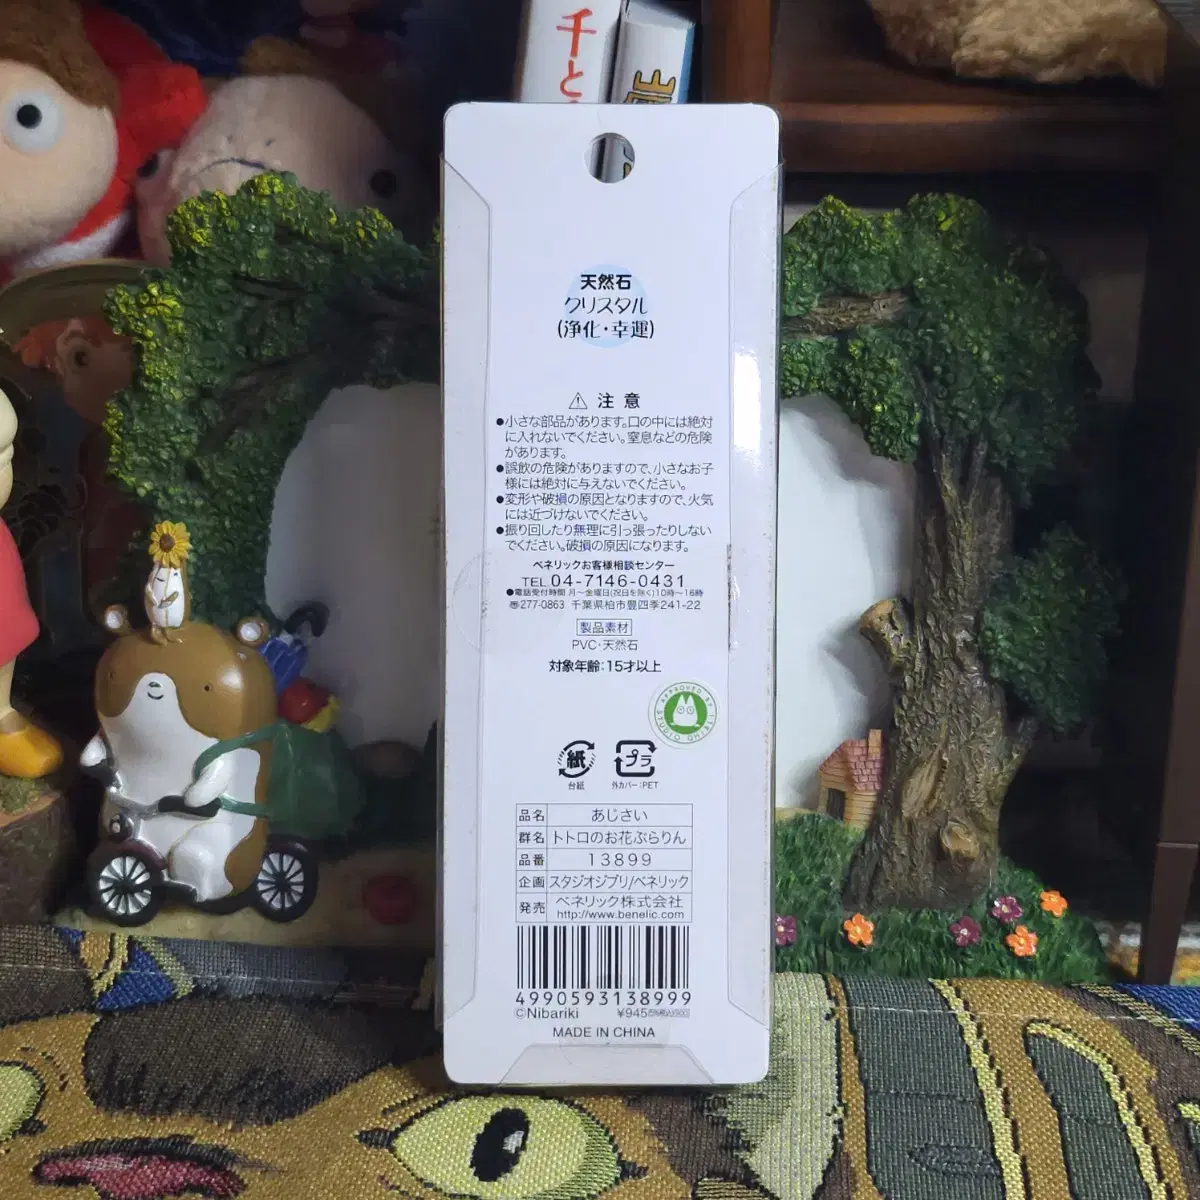 千と
天然石
クリスタル
(浄化・幸運)
注意
●小さな部品があります。口の中には絶対
に入れないでください。窒息などの危険
があります。
●誤飲の危険がありますので、小さなお子
様には絶対に与えないでください。
●変形や破損の原因となりますので、火気
には近づけないでください。
●振り回したり無理に引っ張ったりしない
でください。破損の原因になります。
ベネリックお客様相談センター
TEL 04-7146-0431
●電話受付時間 月～金曜日(祝日を除く)10時～16時
〠277-0863 千葉県柏市豊四季241-22
製品素材
PVC・天然石
対象年齢：15才以上
APPROVED BY STUDIO GHIBLI
紙 プラ
台紙 外カバー：PET
品名 あじさい
群名 トトロのお花ぷらりん
品番 13899
企画 スタジオジブリ/ベネリック
発売 ベネリック株式会社
http://www.benelic.com
4990593138999
©Nibariki ¥945
MADE IN CHINA